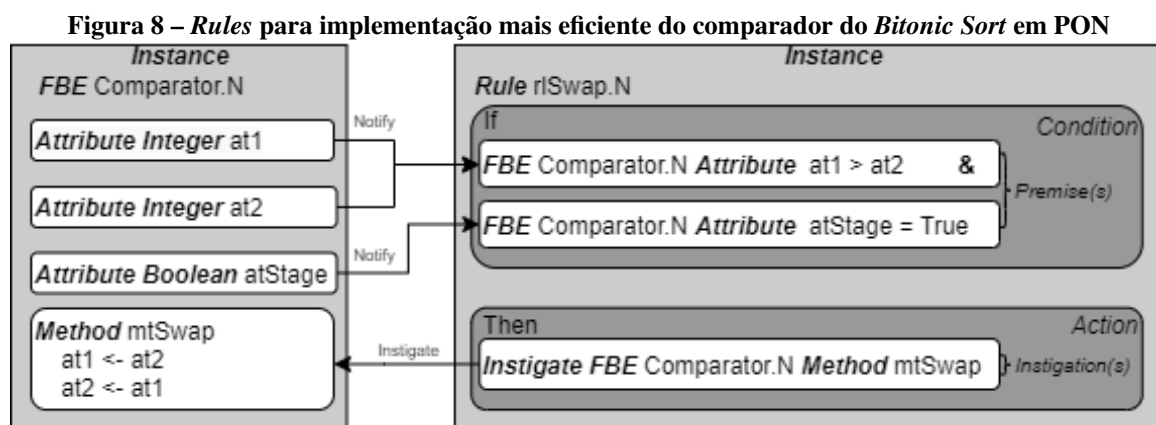 Figura 8 – Rules para implementação mais eficiente do comparador do Bitonic Sort em PON
Instance
FBE Comparator.N
Attribute Integer at1
Attribute Integer at2
Attribute Boolean atStage
Method mtSwap
at1 <- at2
at2 <- at1
Notify
Notify
Instigate
Instance
Rule rlSwap.N
If
Condition
FBE Comparator.N Attribute at1 > at2 &
FBE Comparator.N Attribute atStage = True
Premise(s)
Then
Action
Instigate FBE Comparator.N Method mtSwap
Instigation(s)